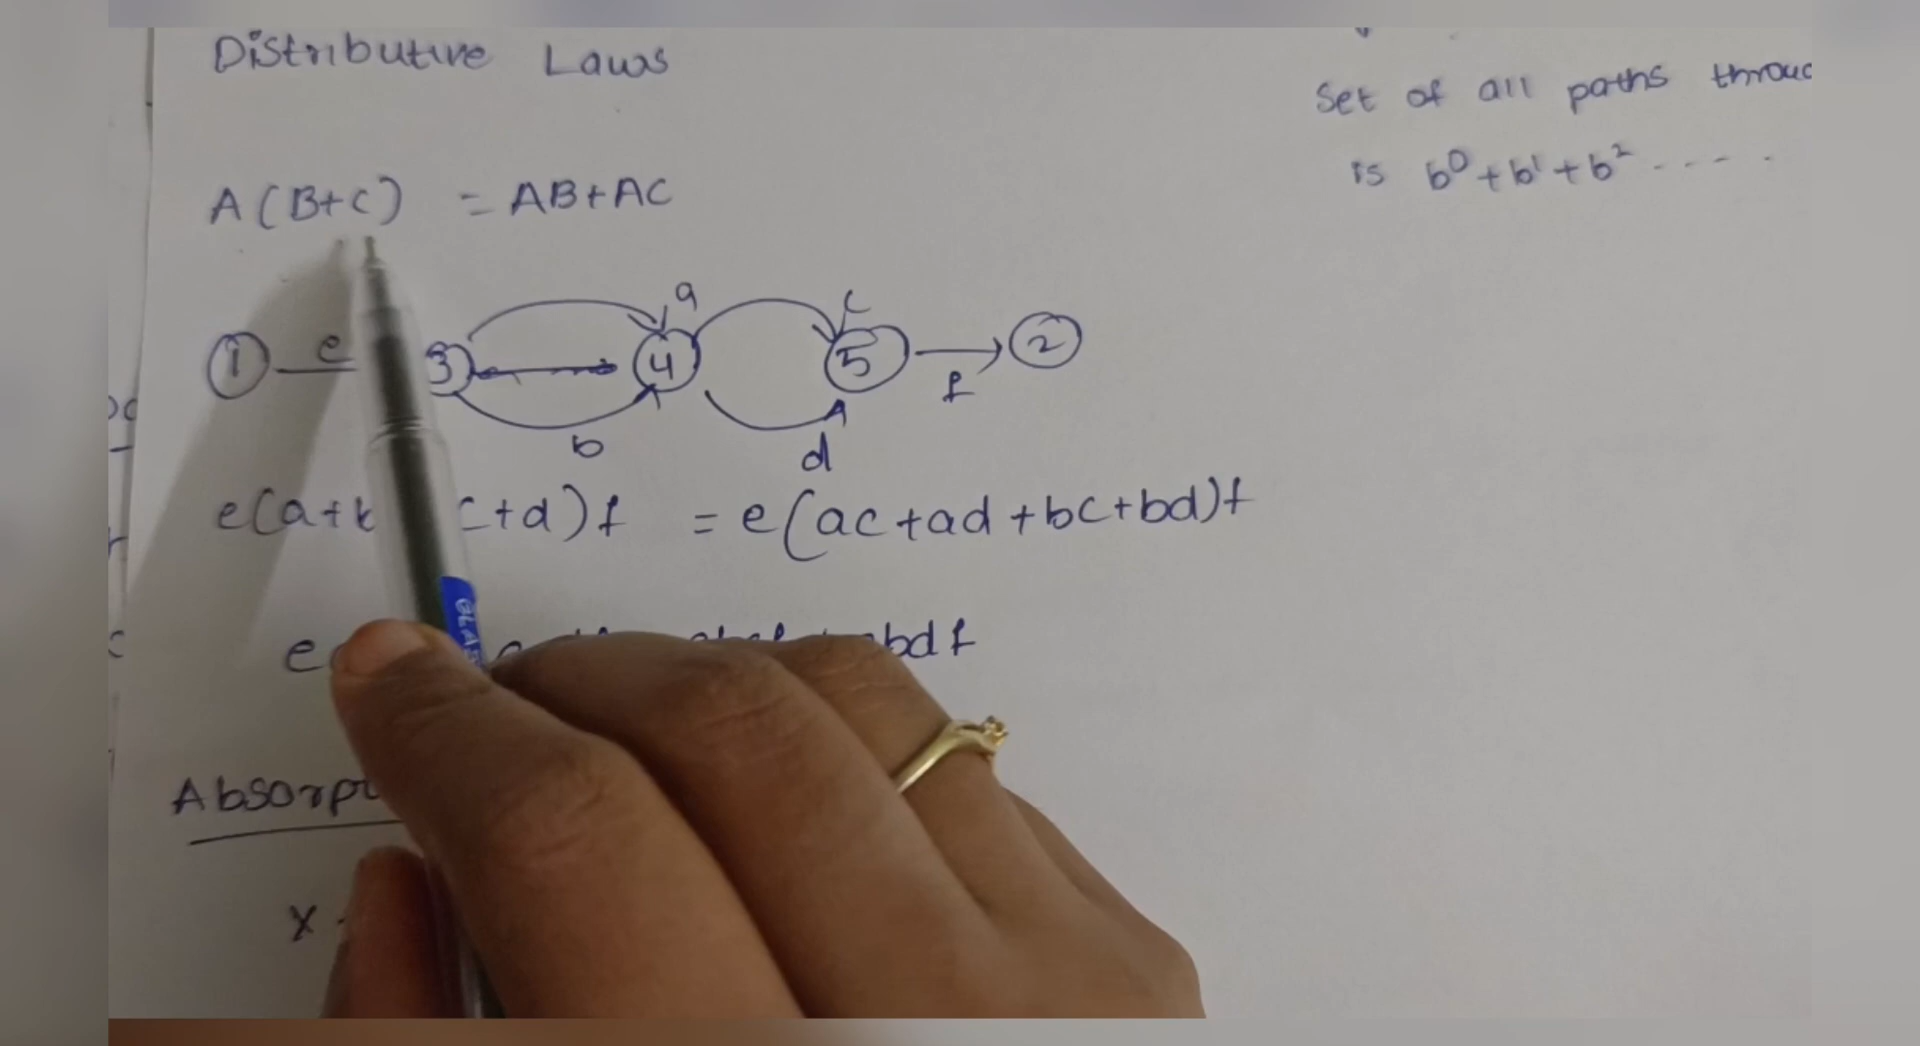 Distributive Laws
A(B+C) = AB+AC
1 e 3 a 4 c 5 f 2
b d
e(a+b c+d)f = e(ac+ad+bc+bd)f
e bdf
Absorp
X
Set of all paths
is b⁰+b¹+b² ----.